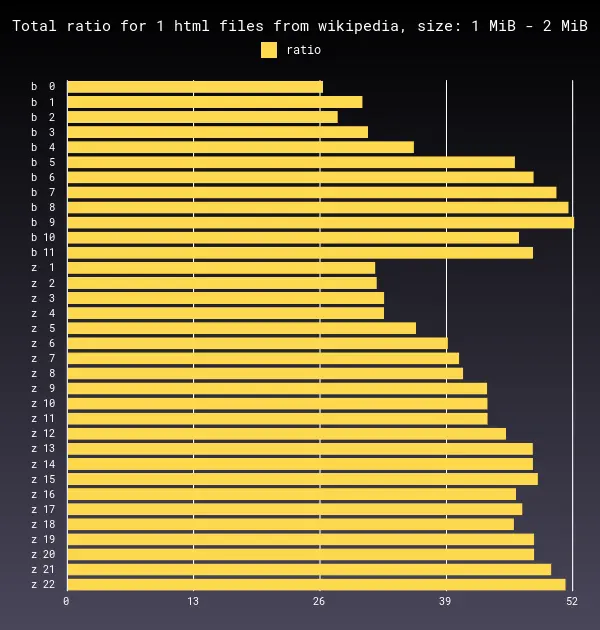 Total ratio for 1 html files from wikipedia, size: 1 MiB - 2 MiB
ratio
b 0
b 1
b 2
b 3
b 4
b 5
b 6
b 7
b 8
b 9
b 10
b 11
z 1
z 2
z 3
z 4
z 5
z 6
z 7
z 8
z 9
z 10
z 11
z 12
z 13
z 14
z 15
z 16
z 17
z 18
z 19
z 20
z 21
z 22
0 13 26 39 52